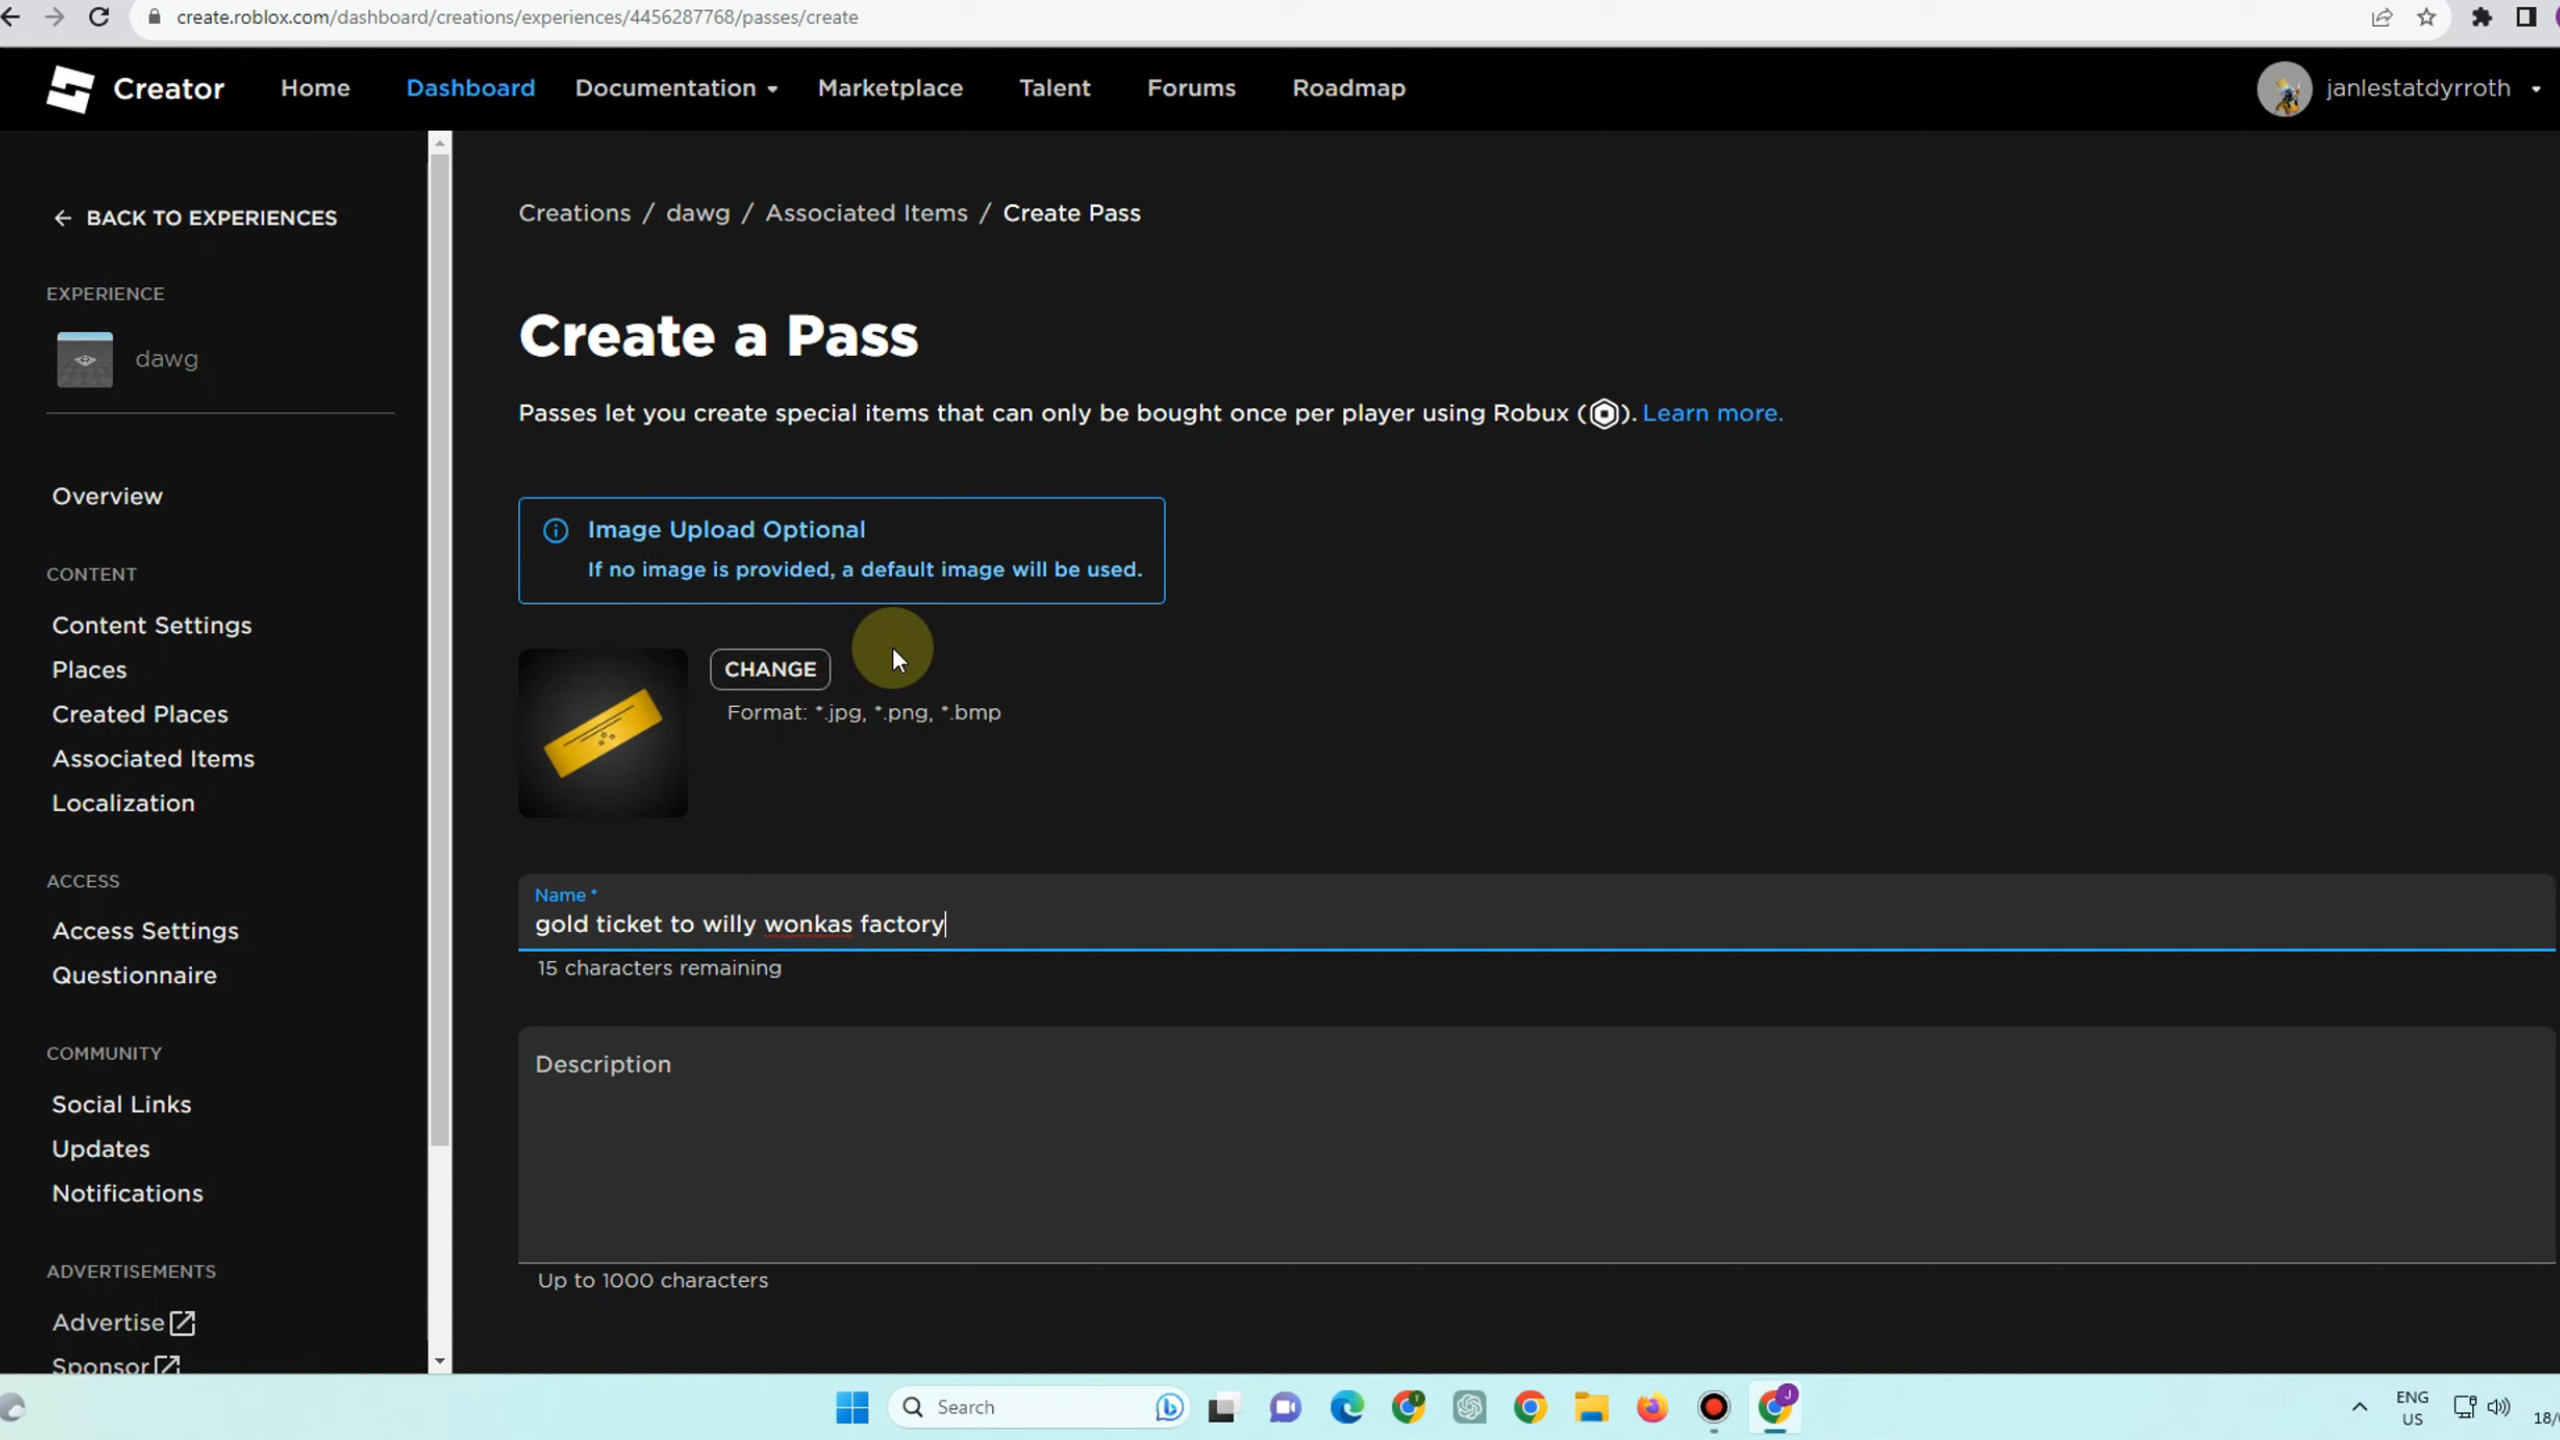 create.roblox.com/dashboard/creations/experiences/4456287768/passes/create
Creator Home Dashboard Documentation Marketplace Talent Forums Roadmap janlestatdyrroth
BACK TO EXPERIENCES
EXPERIENCE
dawg
Overview
CONTENT
Content Settings
Places
Created Places
Associated Items
Localization
ACCESS
Access Settings
Questionnaire
COMMUNITY
Social Links
Updates
Notifications
ADVERTISEMENTS
Advertise
Sponsor
Creations / dawg / Associated Items / Create Pass
Create a Pass
Passes let you create special items that can only be bought once per player using Robux ( ). Learn more.
Image Upload Optional
If no image is provided, a default image will be used.
CHANGE
Format: *.jpg, *.png, *.bmp
Name *
gold ticket to willy wonkas factory
15 characters remaining
Description
Up to 1000 characters
Search
J
ENG
US
18/